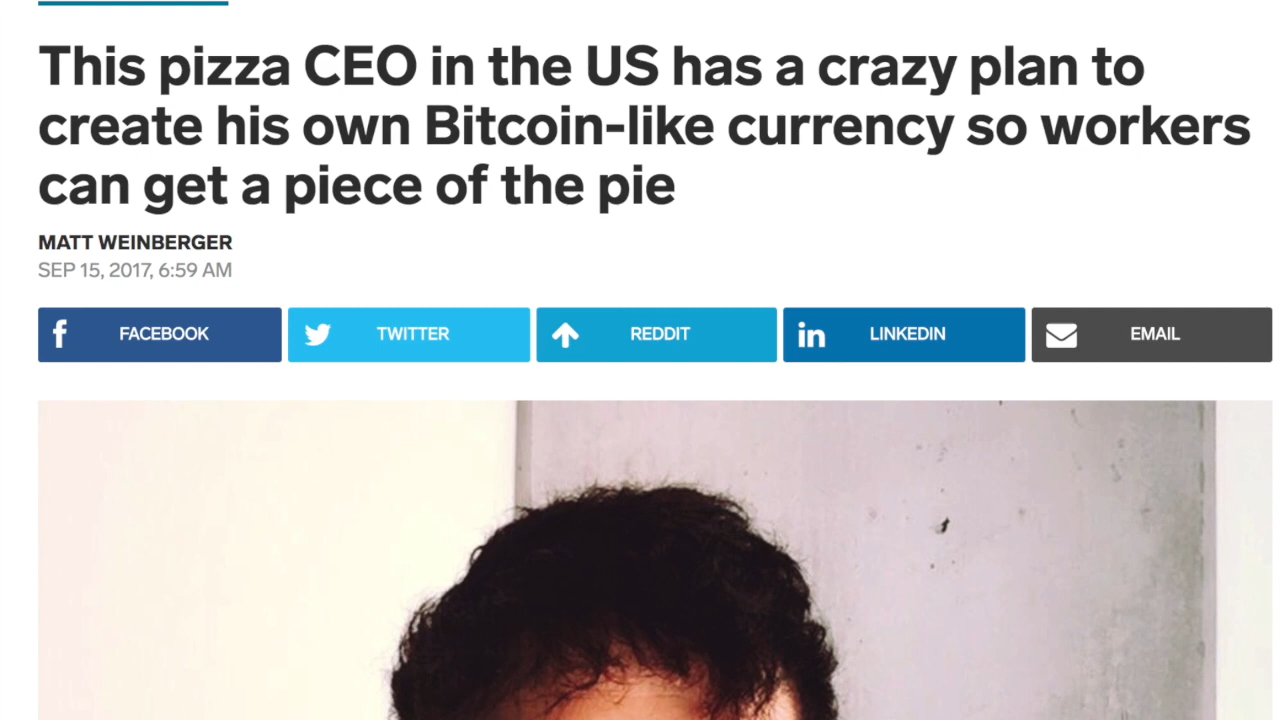 This pizza CEO in the US has a crazy plan to
create his own Bitcoin-like currency so workers
can get a piece of the pie
MATT WEINBERGER
SEP 15, 2017, 6:59 AM
FACEBOOK
TWITTER
REDDIT
LINKEDIN
EMAIL